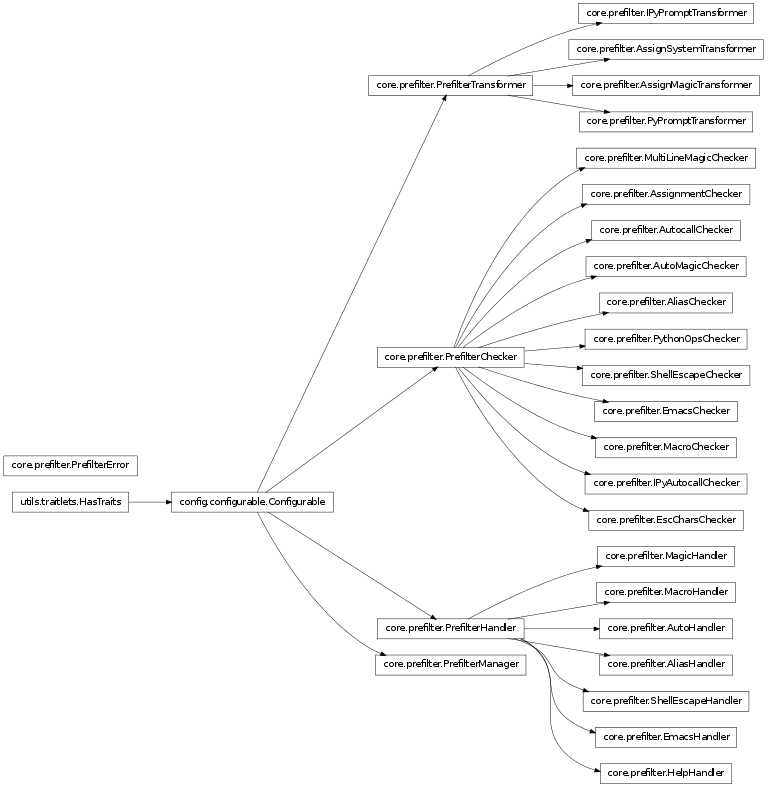 core.prefilter.IPyPromptTransformer
core.prefilter.AssignSystemTransformer
core.prefilter.PrefilterTransformer
core.prefilter.AssignMagicTransformer
core.prefilter.PyPromptTransformer
core.prefilter.MultiLineMagicChecker
core.prefilter.AssignmentChecker
core.prefilter.AutocallChecker
core.prefilter.AutoMagicChecker
core.prefilter.AliasChecker
core.prefilter.PythonOpsChecker
core.prefilter.PrefilterChecker
core.prefilter.ShellEscapeChecker
core.prefilter.EmacsChecker
core.prefilter.MacroChecker
core.prefilter.PrefilterError
core.prefilter.IPyAutocallChecker
utils.traitlets.HasTraits
config.configurable.Configurable
core.prefilter.EscCharsChecker
core.prefilter.MagicHandler
core.prefilter.MacroHandler
core.prefilter.PrefilterHandler
core.prefilter.AutoHandler
core.prefilter.PrefilterManager
core.prefilter.AliasHandler
core.prefilter.ShellEscapeHandler
core.prefilter.EmacsHandler
core.prefilter.HelpHandler